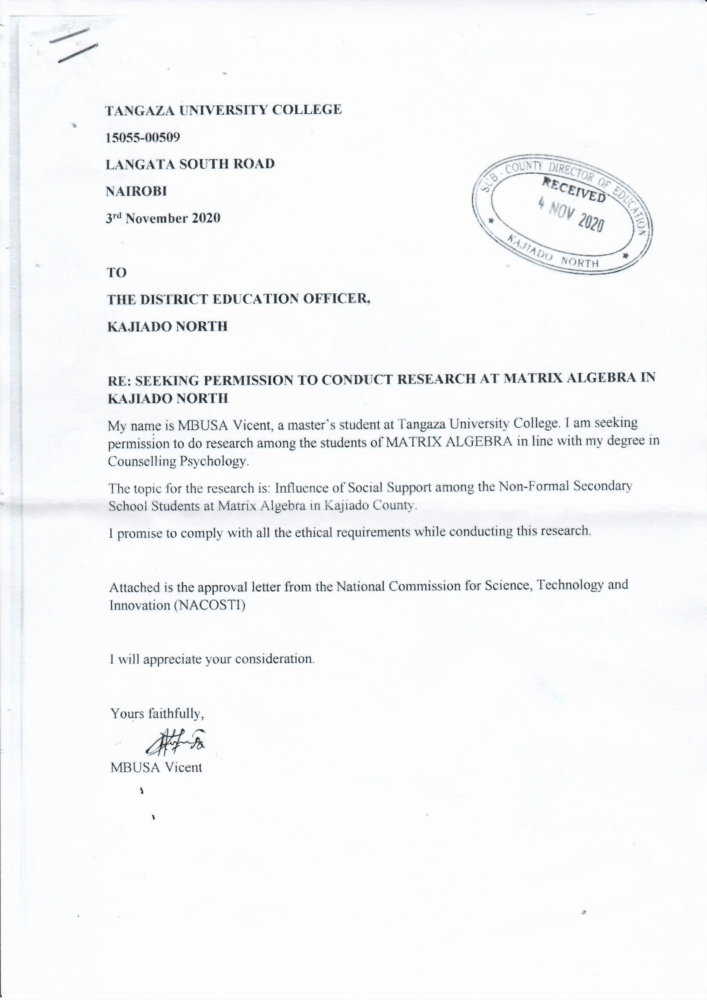 TANGAZA UNIVERSITY COLLEGE
15055-00509
LANGATA SOUTH ROAD
NAIROBI
3rd November 2020
SUB - COUNTY DIRECTOR OF EDUCATION
RECEIVED
4 NOV 2020
KAJIADO NORTH
TO
THE DISTRICT EDUCATION OFFICER,
KAJIADO NORTH
RE: SEEKING PERMISSION TO CONDUCT RESEARCH AT MATRIX ALGEBRA IN
KAJIADO NORTH
My name is MBUSA Vicent, a master's student at Tangaza University College. I am seeking
permission to do research among the students of MATRIX ALGEBRA in line with my degree in
Counselling Psychology.
The topic for the research is: Influence of Social Support among the Non-Formal Secondary
School Students at Matrix Algebra in Kajiado County.
I promise to comply with all the ethical requirements while conducting this research.
Attached is the approval letter from the National Commission for Science, Technology and
Innovation (NACOSTI)
I will appreciate your consideration.
Yours faithfully,
MBUSA Vicent